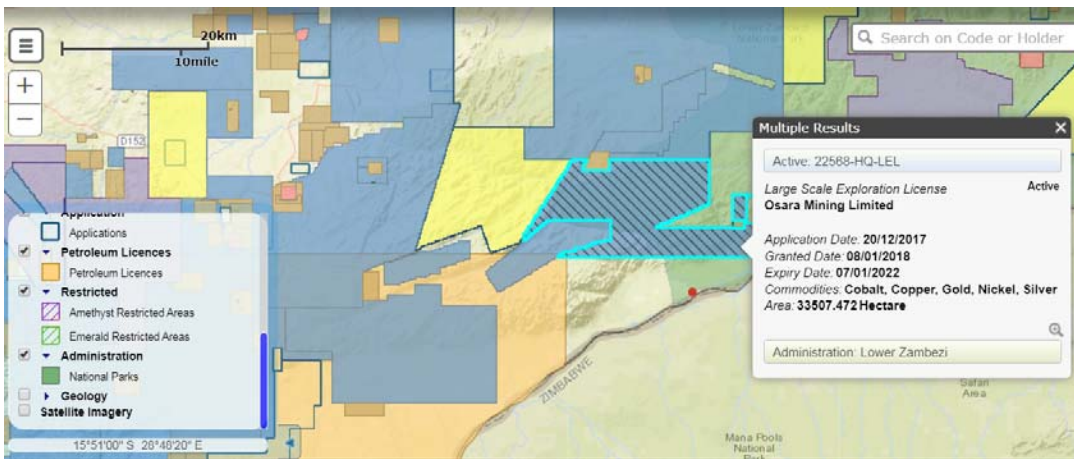 20km
10mile
Search on Code or Holder
+
−
D152
Multiple Results
Active: 22568-HQ-LEL
Large Scale Exploration License Active
Osara Mining Limited
Application Date: 20/12/2017
Granted Date: 08/01/2018
Expiry Date: 07/01/2022
Commodities: Cobalt, Copper, Gold, Nickel, Silver
Area: 33507.472 Hectare
Administration: Lower Zambezi
Application
Applications
Petroleum Licences
Petroleum Licences
Restricted
Amethyst Restricted Areas
Emerald Restricted Areas
Administration
National Parks
Geology
Satellite Imagery
15°51'00" S 28°48'20" E
ZIMBABWE
Safari
Area
Mana Pools
National
Park